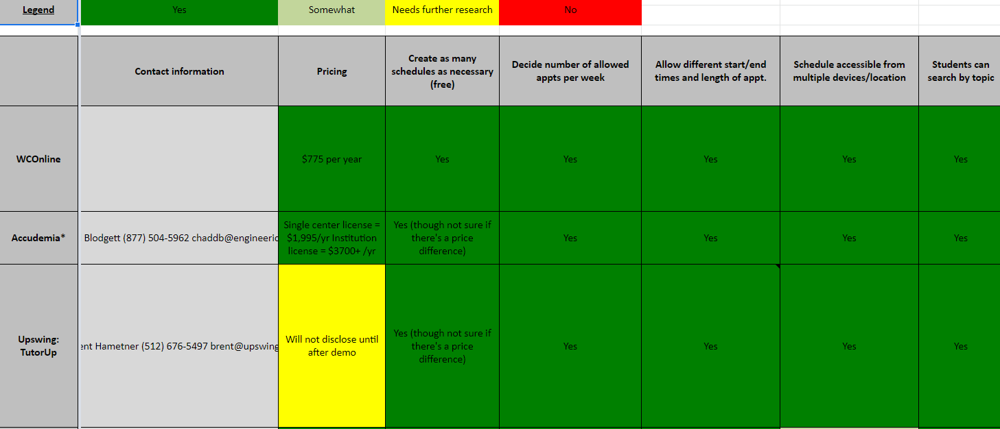 Legend
Yes
Somewhat
Needs further research
No
Contact information
Pricing
Create as many
schedules as necessary
(free)
Decide number of allowed
appts per week
Allow different start/end
times and length of appt.
Schedule accessible from
multiple devices/location
Students can
search by topic
WCOnline
$775 per year
Yes
Yes
Yes
Yes
Yes
Accudemia*
Blodgett (877) 504-5962 chaddb@engineeric
Single center license =
$1,995/yr Institution
license = $3700+ /yr
Yes (though not sure if
there's a price
difference)
Yes
Yes
Yes
Yes
Upswing:
TutorUp
ent Hametner (512) 676-5497 brent@upswing
Will not disclose until
after demo
Yes (though not sure if
there's a price
difference)
Yes
Yes
Yes
Yes